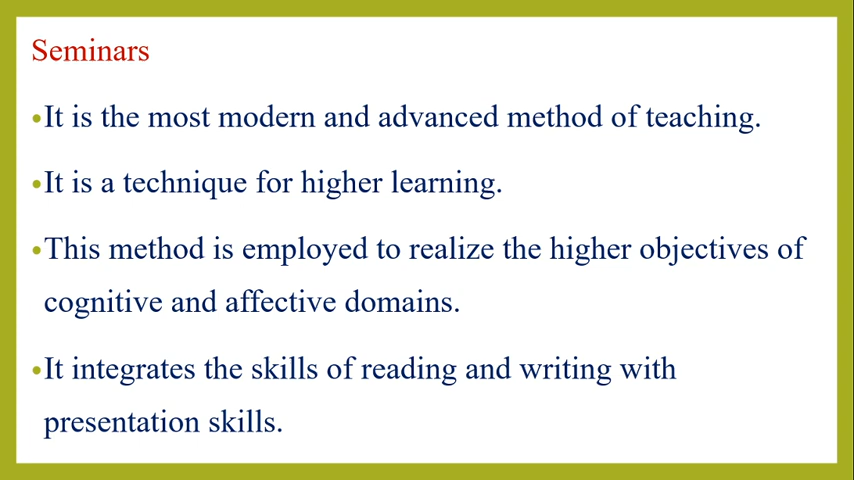 Seminars
•It is the most modern and advanced method of teaching.
•It is a technique for higher learning.
•This method is employed to realize the higher objectives of
cognitive and affective domains.
•It integrates the skills of reading and writing with
presentation skills.